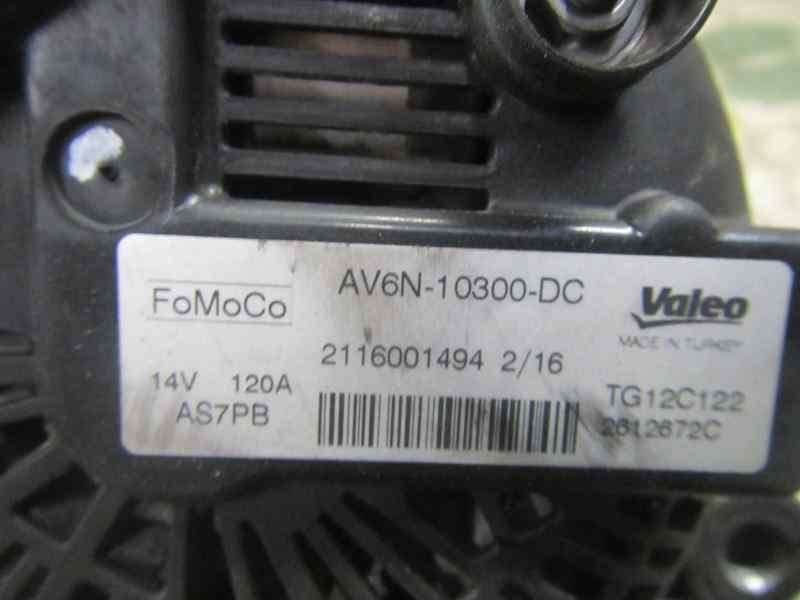 FoMoCo
AV6N-10300-DC
Valeo
MADE IN TURKEY
2116001494 2/16
14V 120A
AS7PB
TG12C122
2612672C